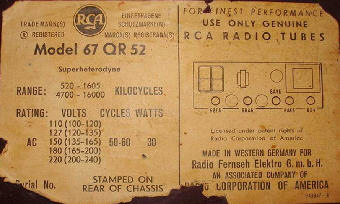 TRADEMARK(S)
® REGISTERED
RCA
EINGETRAGENE
SCHUTZMARKE(N)
MARCA(S) REGISTRADA(S)
Model 67 QR 52
Superheterodyne
RANGE: 520 - 1605 KILOCYCLES
4700 - 16000
RATING: VOLTS CYCLES WATTS
110 (100-120)
127 (120-135)
AC 150 (135-165) 50-60 30
180 (165-200)
220 (200-240)
Serial No. STAMPED ON
REAR OF CHASSIS
FOR FINEST PERFORMANCE
USE ONLY GENUINE
RCA RADIO TUBES
Licensed under patent rights of
Radio Corporation of America
MADE IN WESTERN GERMANY FOR
Radio Fernseh Elektro G.m.b.H.
AN ASSOCIATED COMPANY OF
RADIO CORPORATION OF AMERICA